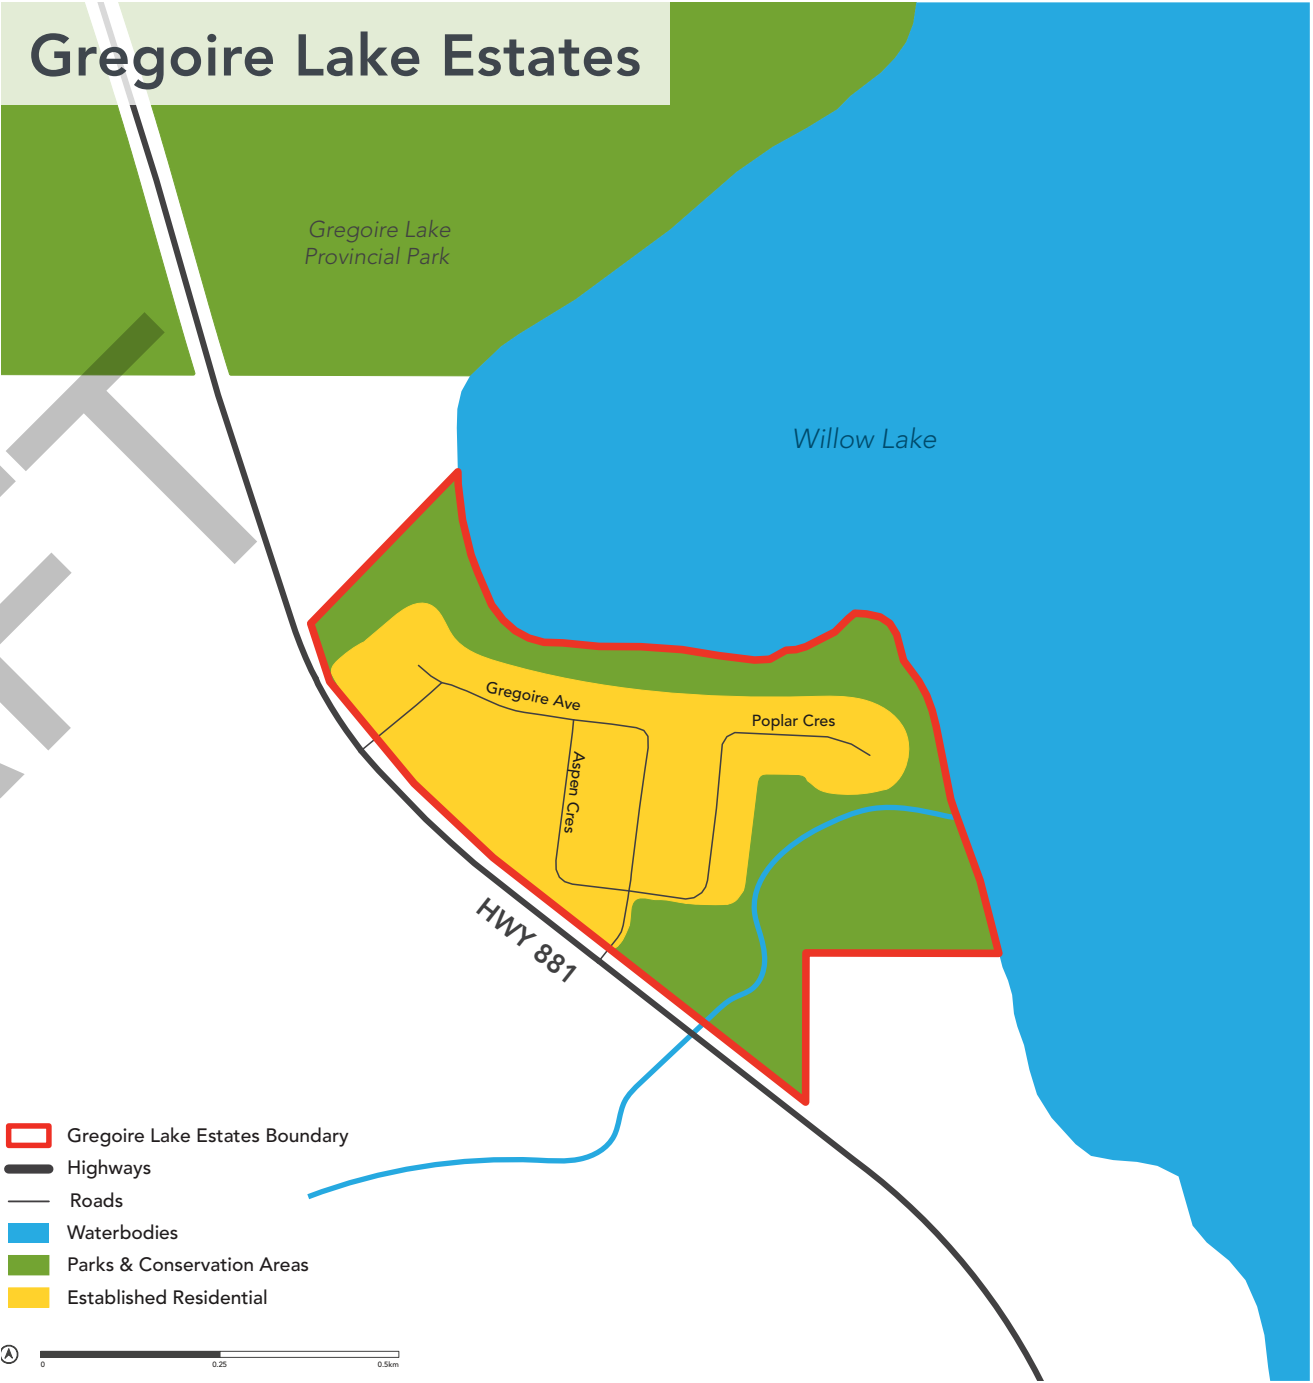 Gregoire Lake Estates
Gregoire Lake
Provincial Park
Willow Lake
Gregoire Ave
Poplar Cres
Aspen Cres
HWY 881
Gregoire Lake Estates Boundary
Highways
Roads
Waterbodies
Parks & Conservation Areas
Established Residential
0 0.25 0.5km